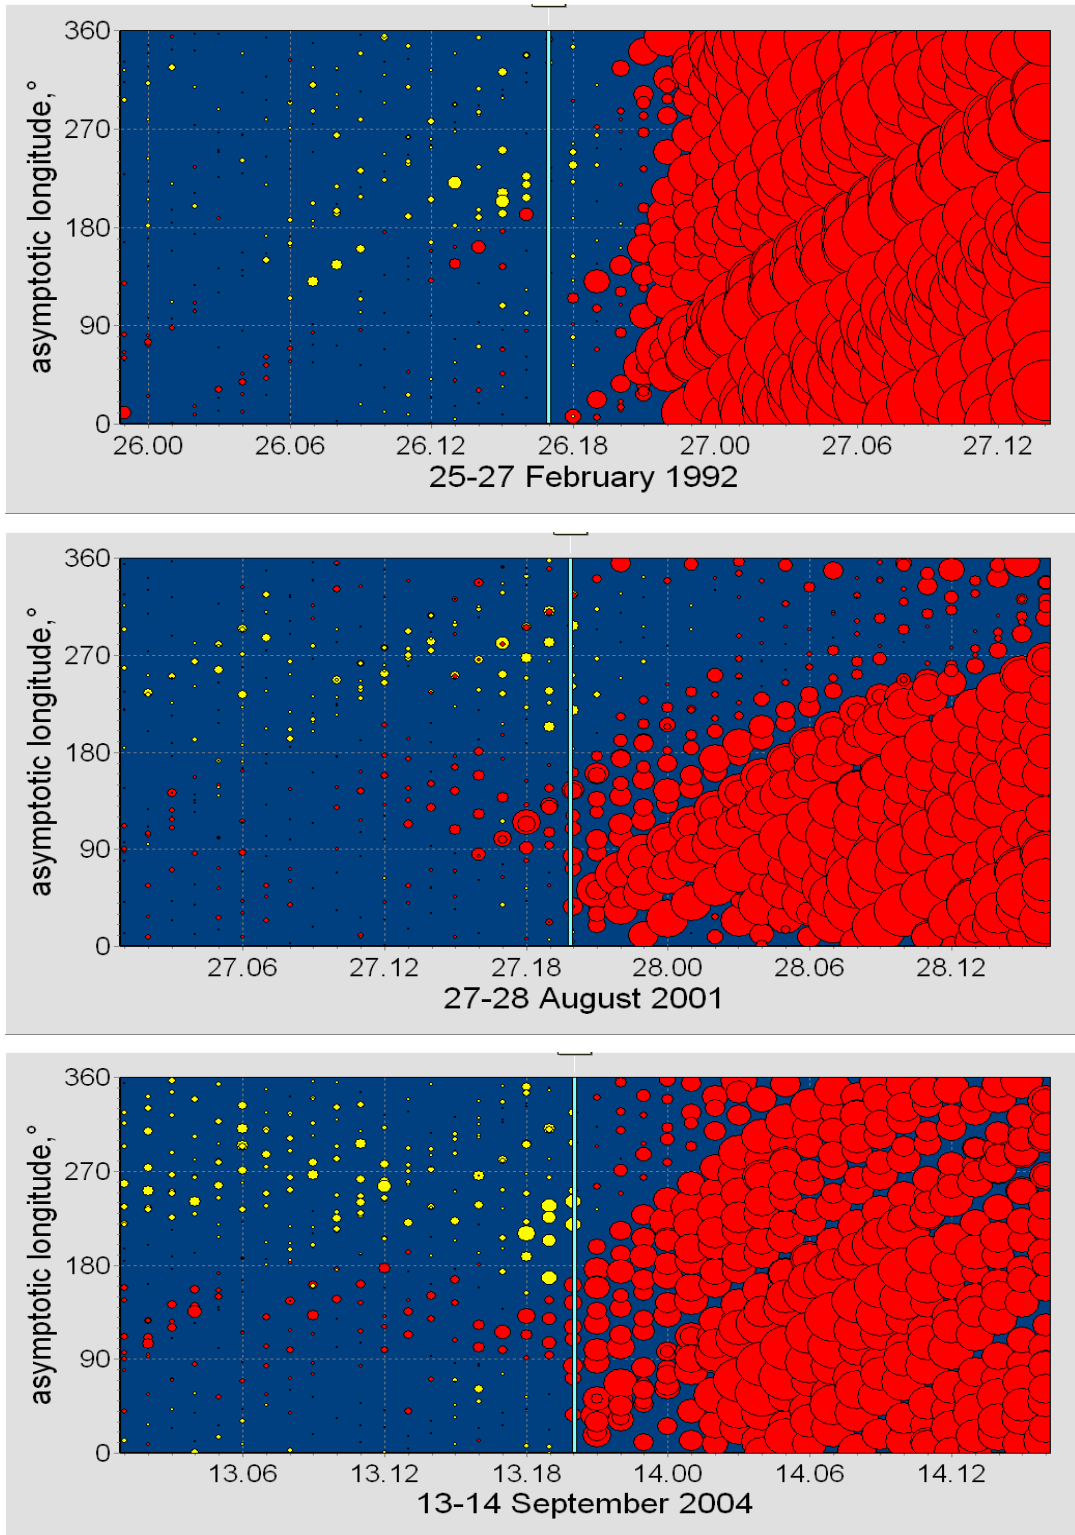 asymptotic longitude,°
360
270
180
90
0
26.00 26.06 26.12 26.18 27.00 27.06 27.12
25-27 February 1992
asymptotic longitude,°
360
270
180
90
0
27.06 27.12 27.18 28.00 28.06 28.12
27-28 August 2001
asymptotic longitude,°
360
270
180
90
0
13.06 13.12 13.18 14.00 14.06 14.12
13-14 September 2004